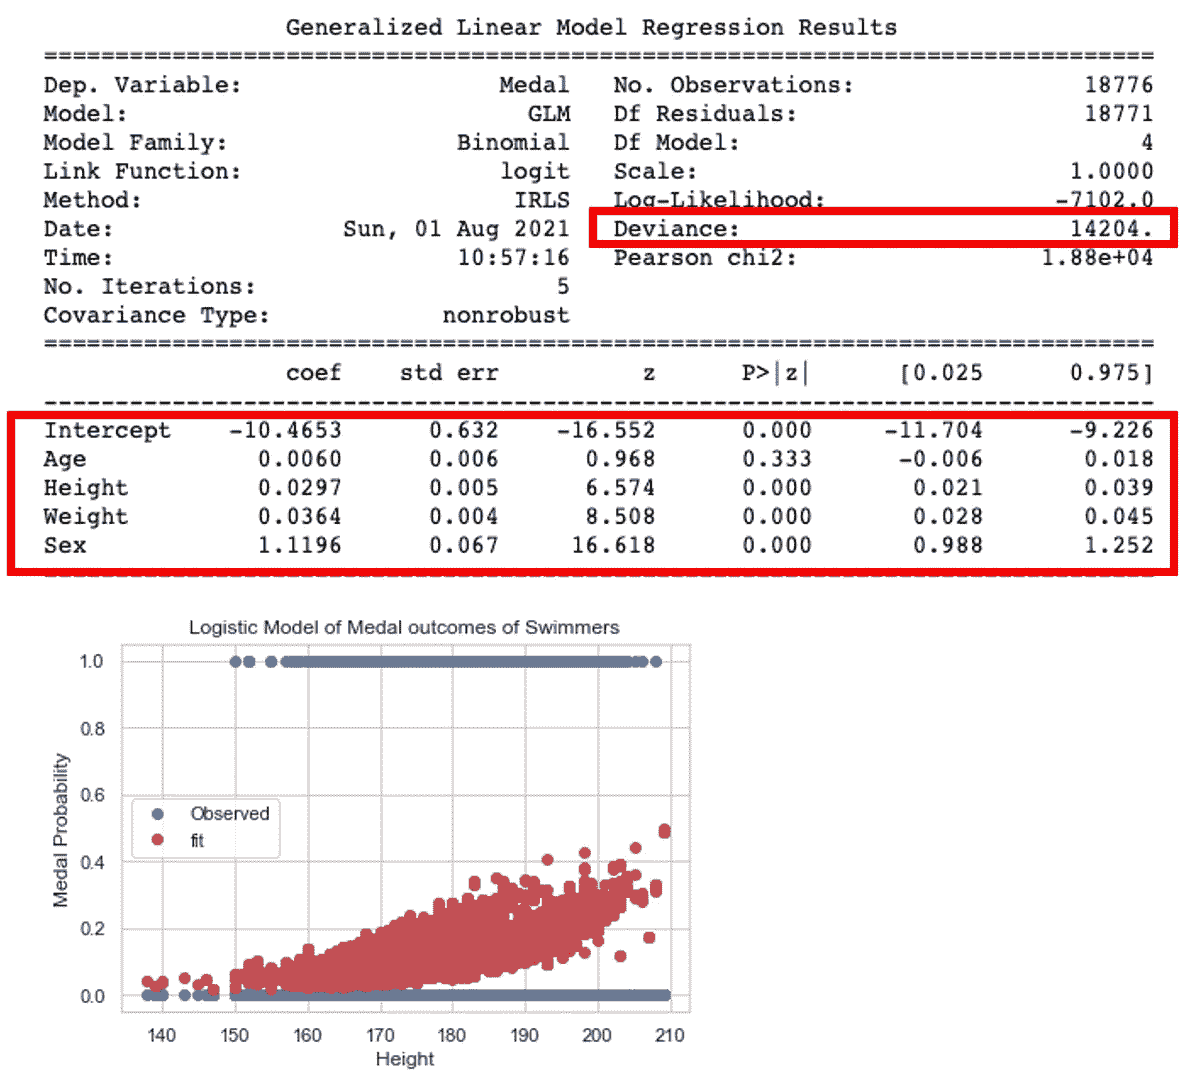 Generalized Linear Model Regression Results
==============================================================================
Dep. Variable: Medal No. Observations: 18776
Model: GLM Df Residuals: 18771
Model Family: Binomial Df Model: 4
Link Function: logit Scale: 1.0000
Method: IRLS Log-Likelihood: -7102.0
Date: Sun, 01 Aug 2021 Deviance: 14204.
Time: 10:57:16 Pearson chi2: 1.88e+04
No. Iterations: 5
Covariance Type: nonrobust
==============================================================================
coef std err z P>|z| [0.025 0.975]
------------------------------------------------------------------------------
Intercept -10.4653 0.632 -16.552 0.000 -11.704 -9.226
Age 0.0060 0.006 0.968 0.333 -0.006 0.018
Height 0.0297 0.005 6.574 0.000 0.021 0.039
Weight 0.0364 0.004 8.508 0.000 0.028 0.045
Sex 1.1196 0.067 16.618 0.000 0.988 1.252
Logistic Model of Medal outcomes of Swimmers
1.0
0.8
0.6
0.4
0.2
0.0
Medal Probability
Observed
fit
140 150 160 170 180 190 200 210
Height